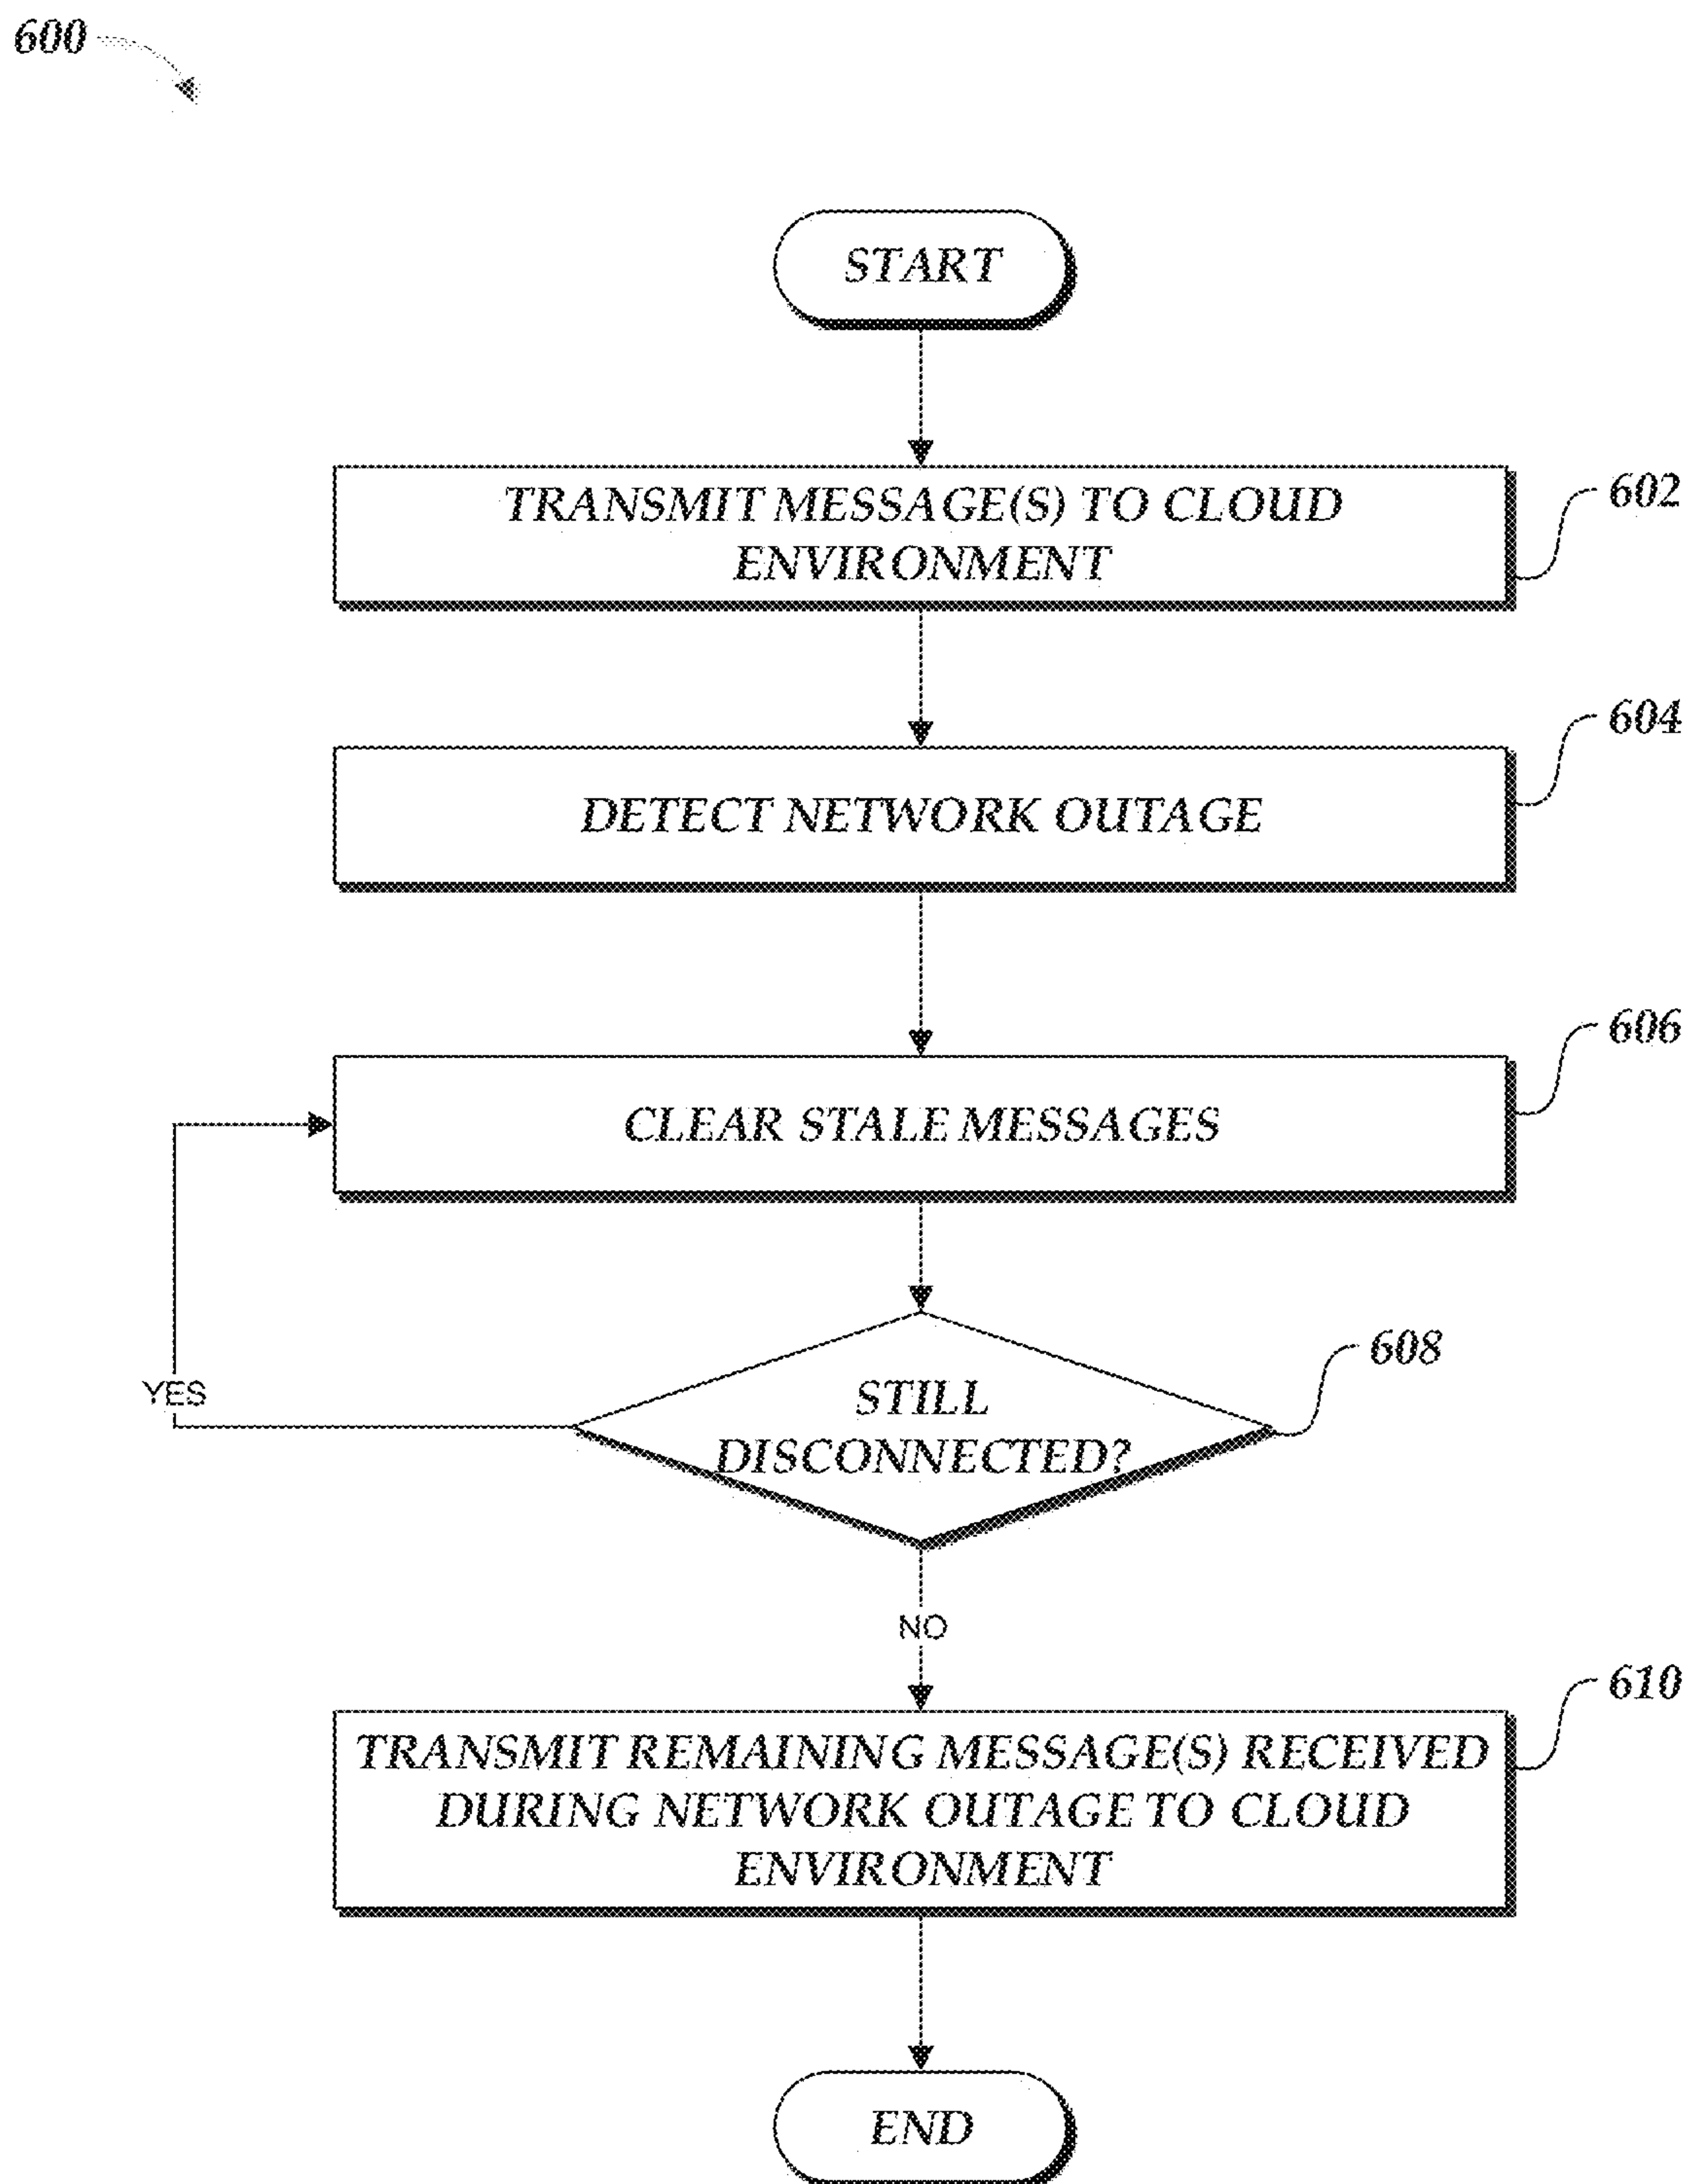 600
START
TRANSMIT MESSAGE(S) TO CLOUD
ENVIRONMENT
602
DETECT NETWORK OUTAGE
604
CLEAR STALE MESSAGES
606
STILL
DISCONNECTED?
608
YES
NO
TRANSMIT REMAINING MESSAGE(S) RECEIVED
DURING NETWORK OUTAGE TO CLOUD
ENVIRONMENT
610
END